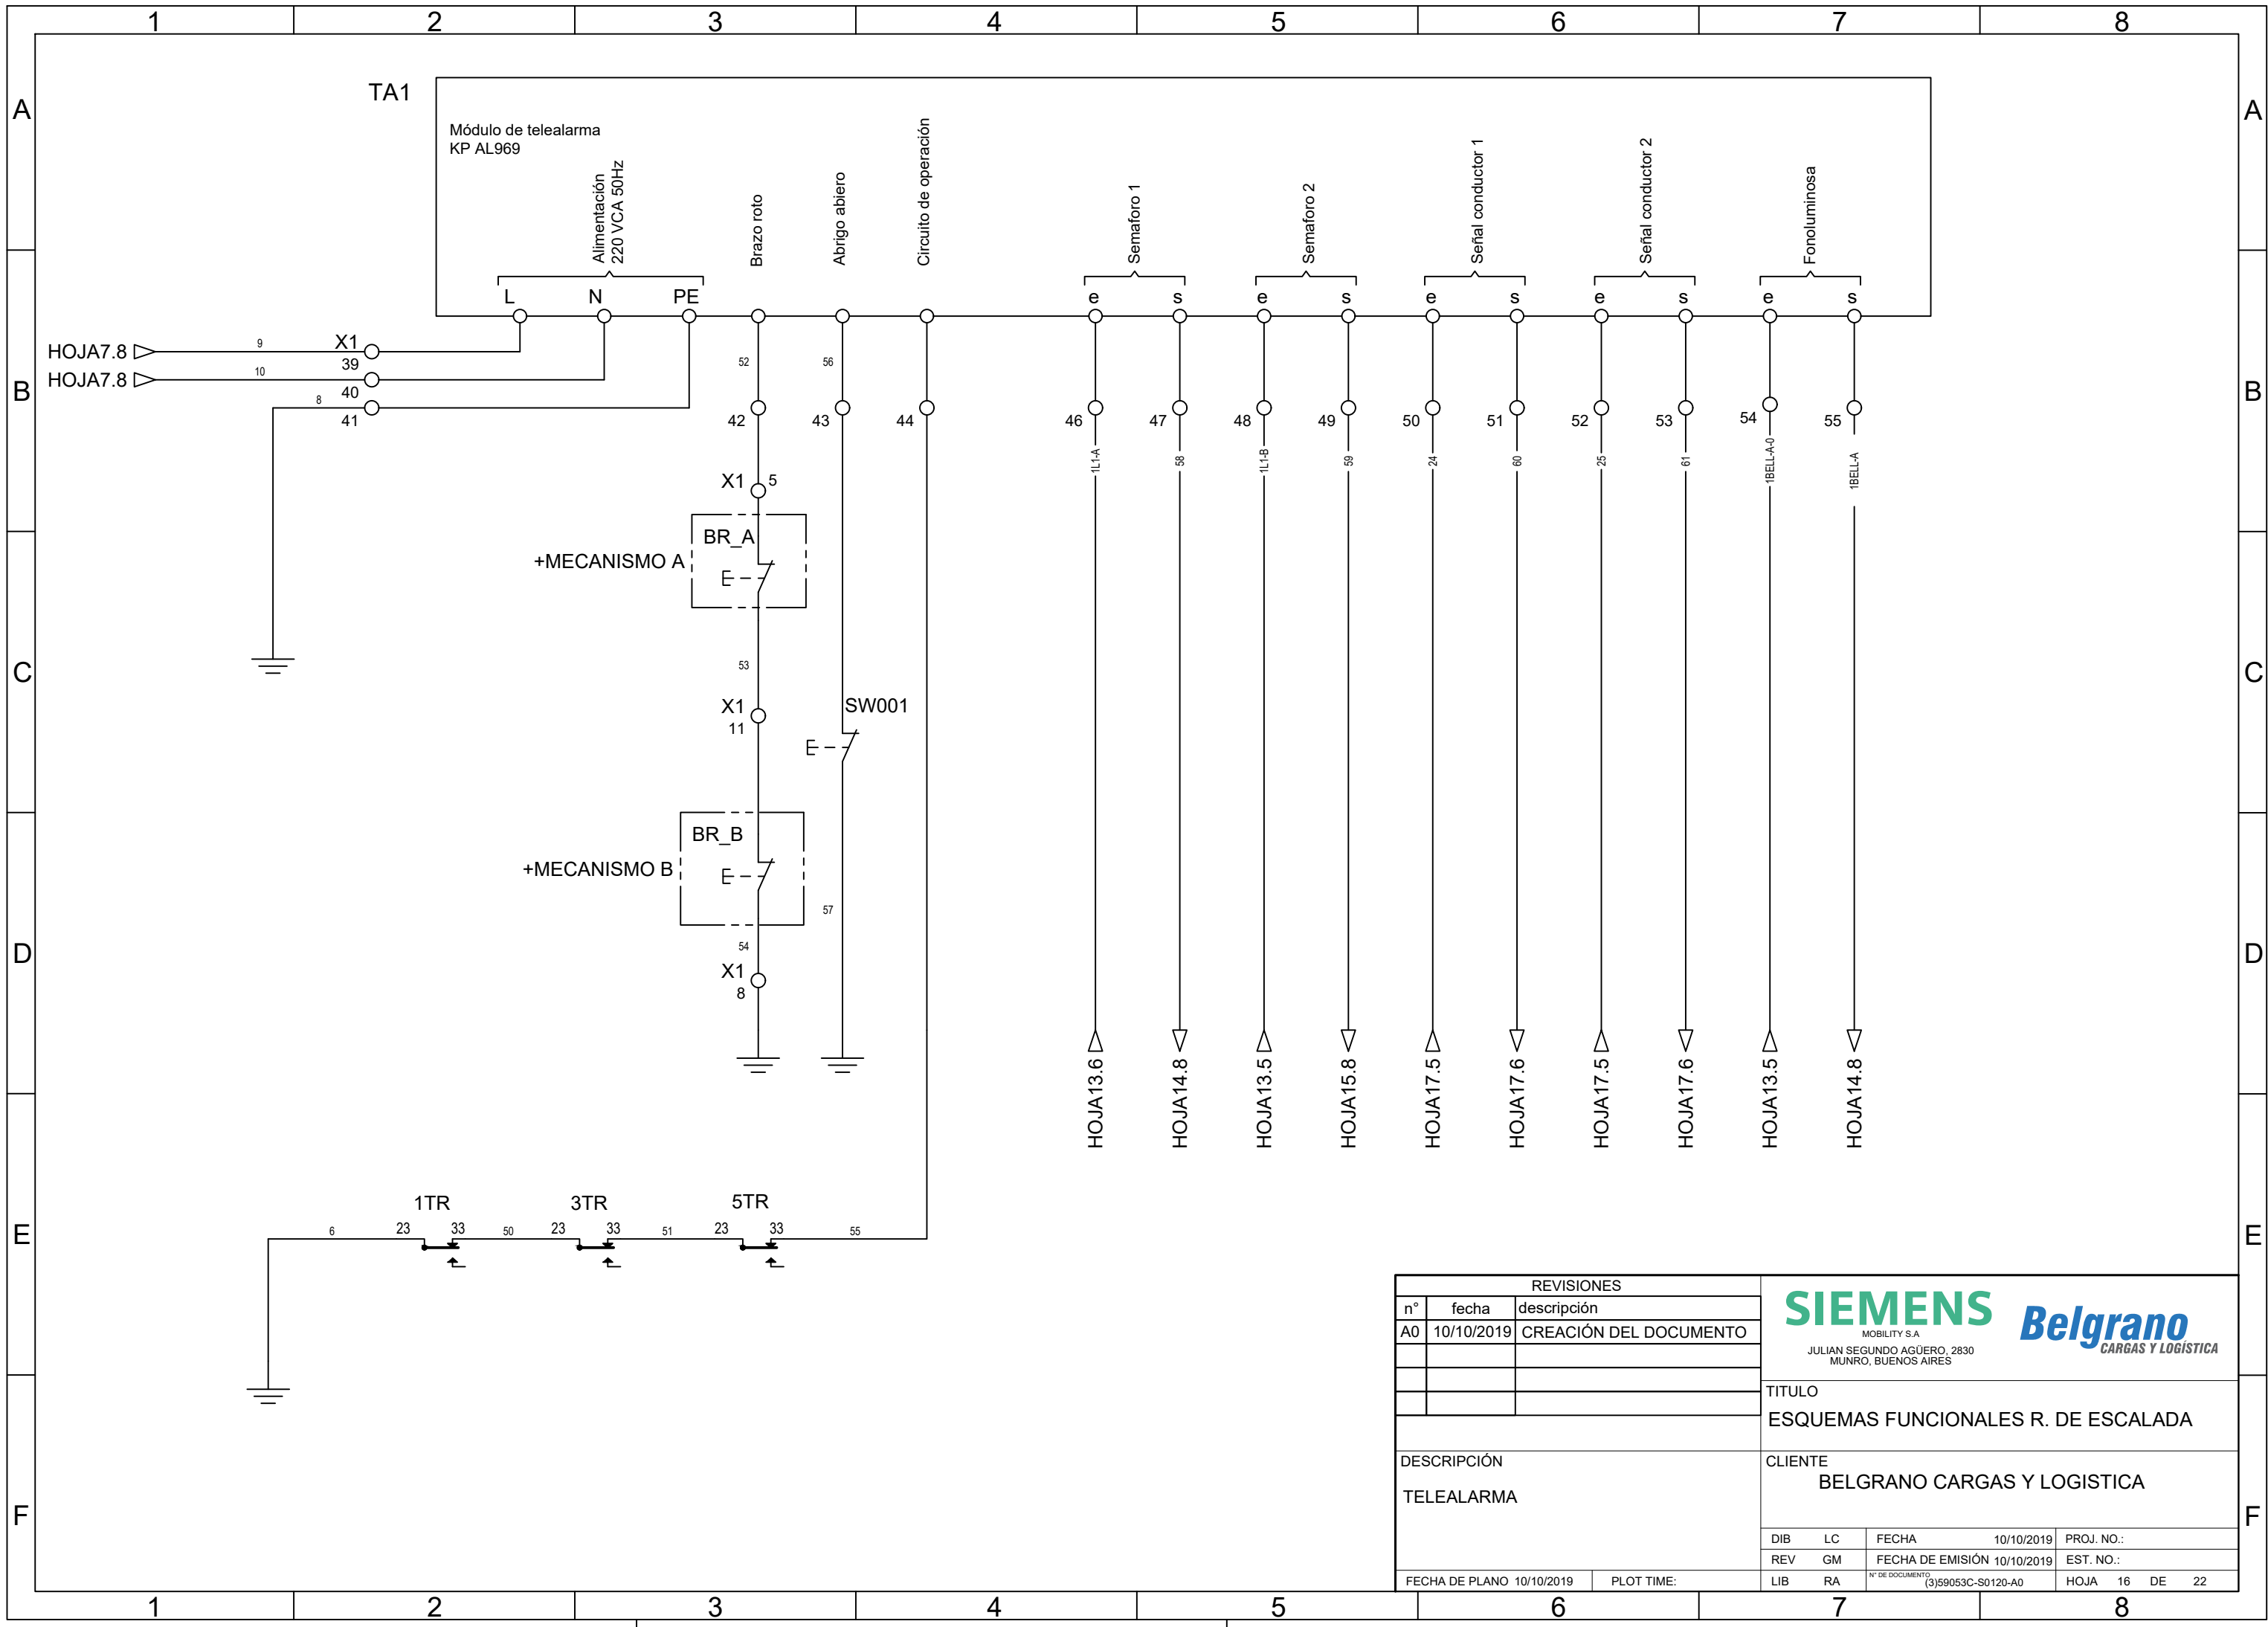 1 2 3 4 5 6 7 8
A A
B B
C C
D D
E E
F F
TA1
Módulo de telealarma
KP AL969
Alimentación
220 VCA 50Hz
Brazo roto
Abrigo abiero
Circuito de operación
Semaforo 1
Semaforo 2
Señal conductor 1
Señal conductor 2
Fonoluminosa
L N PE
e s e s e s e s e s
HOJA7.8 9 X1
39
HOJA7.8 10
40
8
41
52 56
42 43 44 46 47 48 49 50 51 52 53 54 55
1L1-A 58 1L1-B 59 24 60 25 61 1BELL-A-0 1BELL-A
X1 5
BR_A
+MECANISMO A
E
53
X1
11
SW001
E
BR_B
+MECANISMO B
E
57
54
X1
8
HOJA13.6 HOJA14.8 HOJA13.5 HOJA15.8 HOJA17.5 HOJA17.6 HOJA17.5 HOJA17.6 HOJA13.5 HOJA14.8
1TR 3TR 5TR
6 23 33 50 23 33 51 23 33 55
REVISIONES
n° fecha descripción
A0 10/10/2019 CREACIÓN DEL DOCUMENTO
SIEMENS
MOBILITY S.A
JULIAN SEGUNDO AGÜERO, 2830
MUNRO, BUENOS AIRES
Belgrano
CARGAS Y LOGÍSTICA
TITULO
ESQUEMAS FUNCIONALES R. DE ESCALADA
DESCRIPCIÓN
TELEALARMA
CLIENTE
BELGRANO CARGAS Y LOGISTICA
DIB LC FECHA 10/10/2019 PROJ. NO.:
REV GM FECHA DE EMISIÓN 10/10/2019 EST. NO.:
FECHA DE PLANO 10/10/2019 PLOT TIME: LIB RA N° DE DOCUMENTO (3)59053C-S0120-A0 HOJA 16 DE 22
1 2 3 4 5 6 7 8